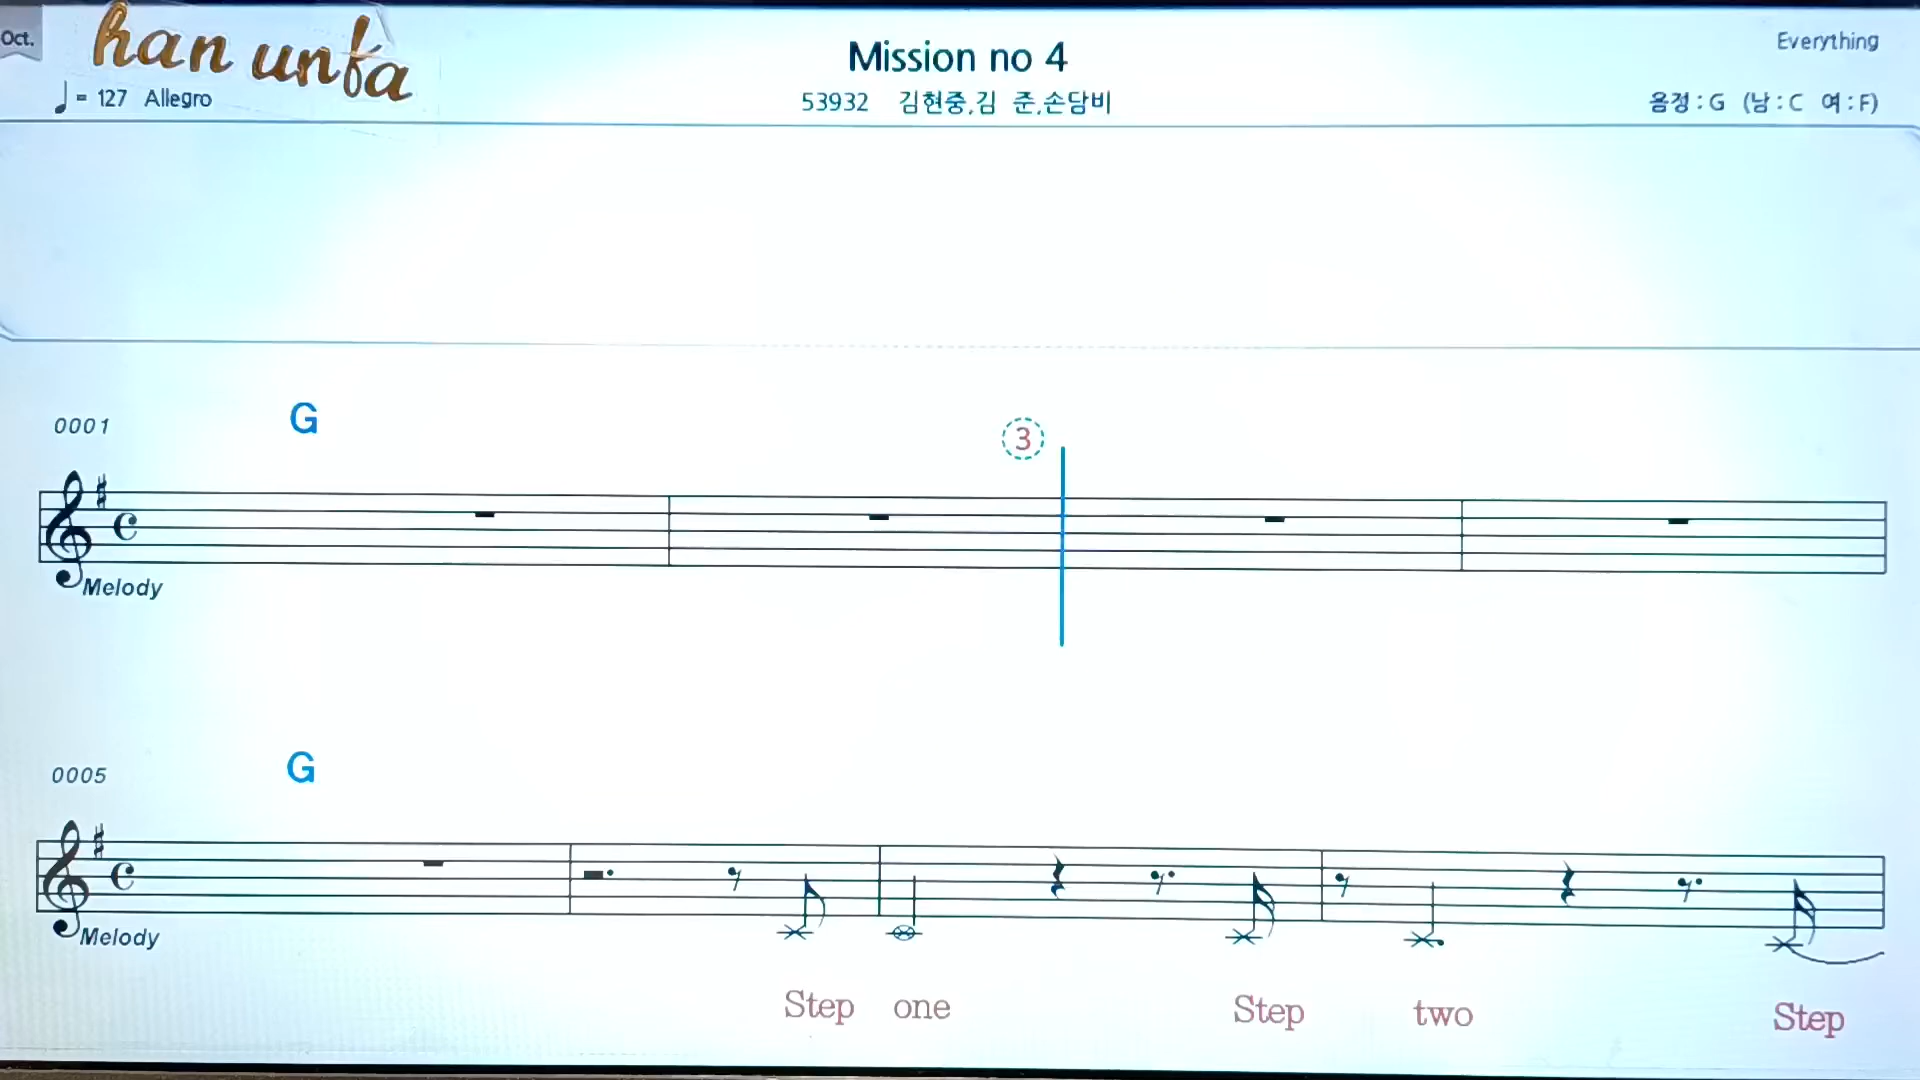 Oct.
han unfa
Mission no 4
Everything
♩= 127 Allegro
53932 김현중,김 준,손담비
음정 : G (남 : C 여 : F)
0001
G
3
Melody
0005
G
Melody
Step one Step two Step